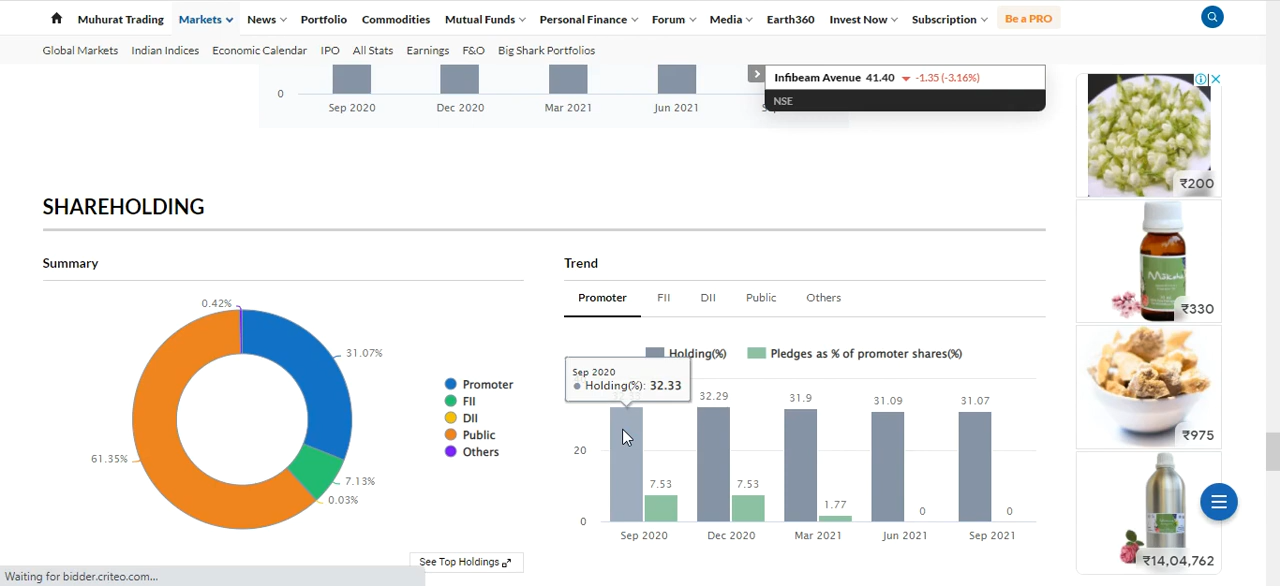 Muhurat Trading Markets News Portfolio Commodities Mutual Funds Personal Finance Forum Media Earth360 Invest Now Subscription Be a PRO
Global Markets Indian Indices Economic Calendar IPO All Stats Earnings F&O Big Shark Portfolios
Infibeam Avenue 41.40 -1.35 (-3.16%)
NSE
0
Sep 2020 Dec 2020 Mar 2021 Jun 2021
₹200
SHAREHOLDING
Summary
0.42%
31.07%
61.35%
7.13%
0.03%
Promoter
FII
DII
Public
Others
See Top Holdings
Trend
Promoter FII DII Public Others
Holding(%) Pledges as % of promoter shares(%)
Sep 2020
Holding(%): 32.33
32.29 31.9 31.09 31.07
20
7.53 7.53 1.77 0 0
0
Sep 2020 Dec 2020 Mar 2021 Jun 2021 Sep 2021
₹330
₹975
₹14,04,762
Waiting for bidder.criteo.com...